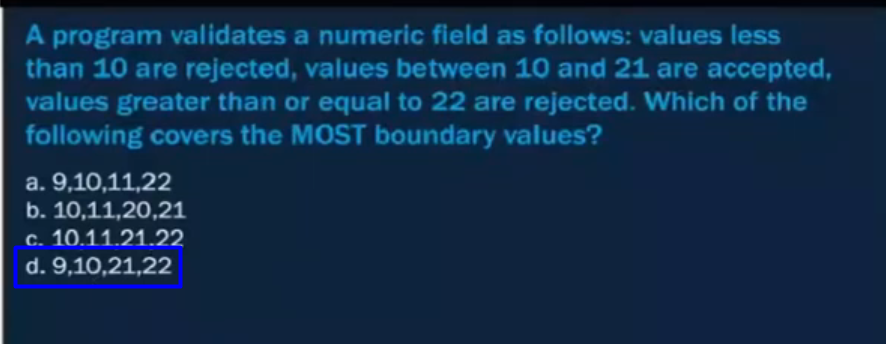 A program validates a numeric field as follows: values less
than 10 are rejected, values between 10 and 21 are accepted,
values greater than or equal to 22 are rejected. Which of the
following covers the MOST boundary values?
a. 9,10,11,22
b. 10,11,20,21
c. 10,11,21,22
d. 9,10,21,22